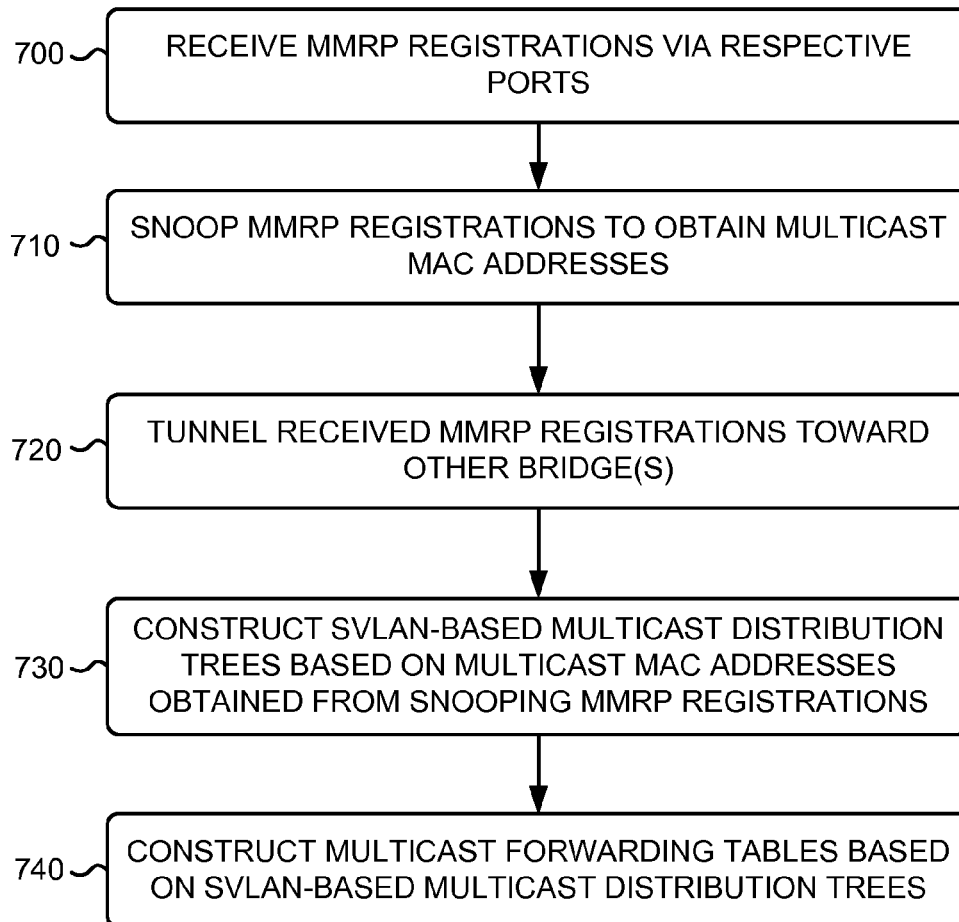 700
RECEIVE MMRP REGISTRATIONS VIA RESPECTIVE
PORTS
710
SNOOP MMRP REGISTRATIONS TO OBTAIN MULTICAST
MAC ADDRESSES
720
TUNNEL RECEIVED MMRP REGISTRATIONS TOWARD
OTHER BRIDGE(S)
730
CONSTRUCT SVLAN-BASED MULTICAST DISTRIBUTION
TREES BASED ON MULTICAST MAC ADDRESSES
OBTAINED FROM SNOOPING MMRP REGISTRATIONS
740
CONSTRUCT MULTICAST FORWARDING TABLES BASED
ON SVLAN-BASED MULTICAST DISTRIBUTION TREES